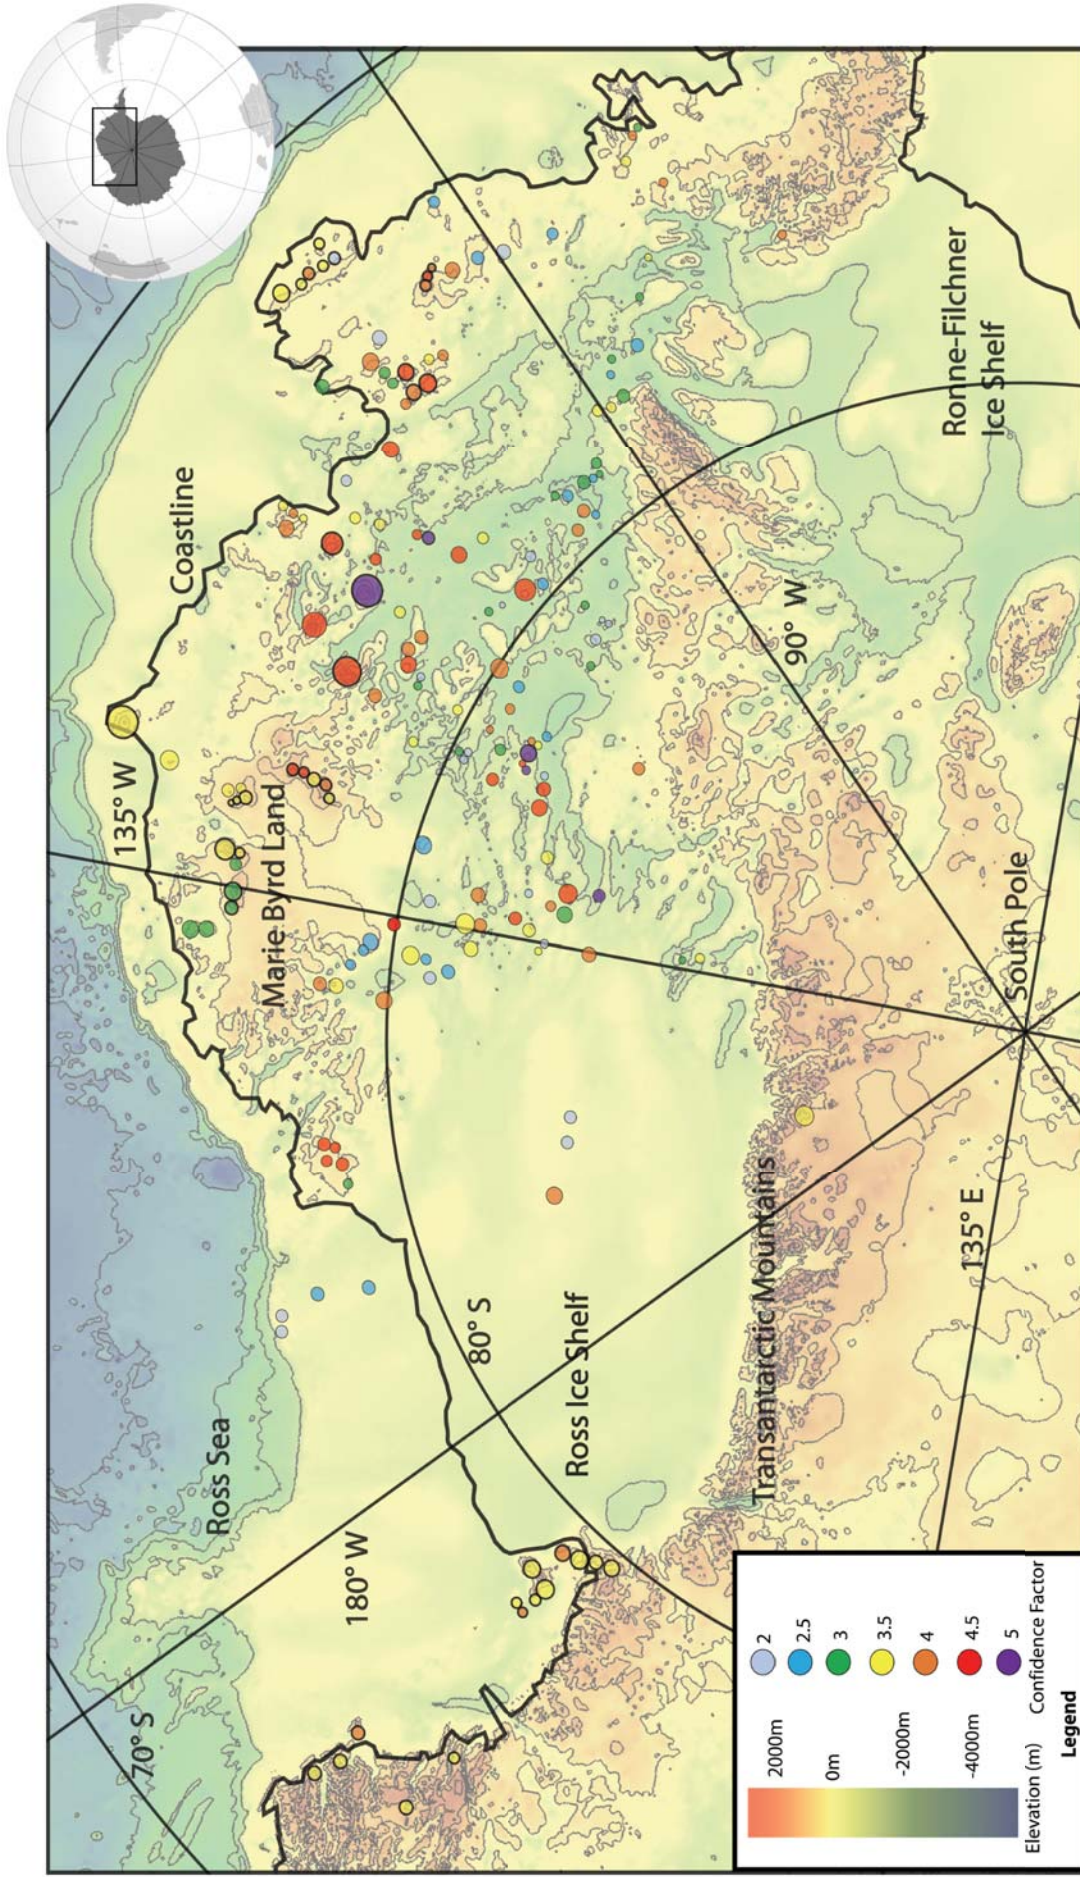 Coastline
135° W
Marie Byrd Land
Ronne-Filchner
Ice Shelf
90° W
South Pole
Ross Sea
80° S
Ross Ice Shelf
Transantarctic Mountains
135° E
180° W
70° S
2000m
0m
-2000m
-4000m
Elevation (m)
2
2.5
3
3.5
4
4.5
5
Confidence Factor
Legend